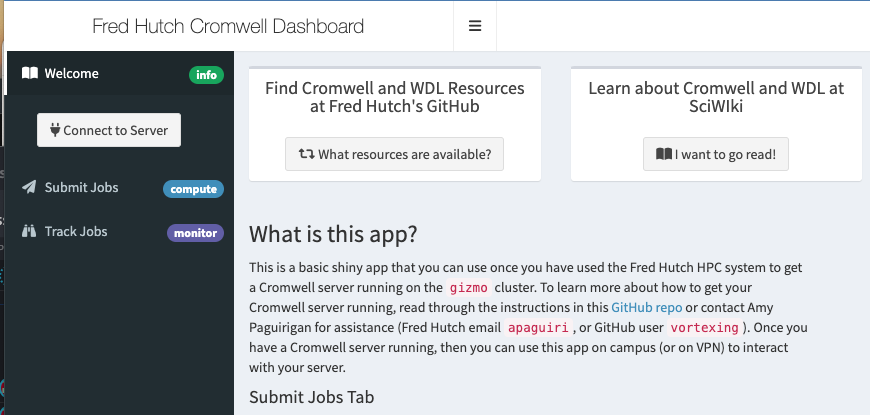 Fred Hutch Cromwell Dashboard
Welcome
info
Connect to Server
Submit Jobs
compute
Track Jobs
monitor
Find Cromwell and WDL Resources
at Fred Hutch's GitHub
What resources are available?
Learn about Cromwell and WDL at
SciWIki
I want to go read!
What is this app?
This is a basic shiny app that you can use once you have used the Fred Hutch HPC system to get
a Cromwell server running on the gizmo cluster. To learn more about how to get your
Cromwell server running, read through the instructions in this GitHub repo or contact Amy
Paguirigan for assistance (Fred Hutch email apaguiri , or GitHub user vortexing ). Once you
have a Cromwell server running, then you can use this app on campus (or on VPN) to interact
with your server.
Submit Jobs Tab